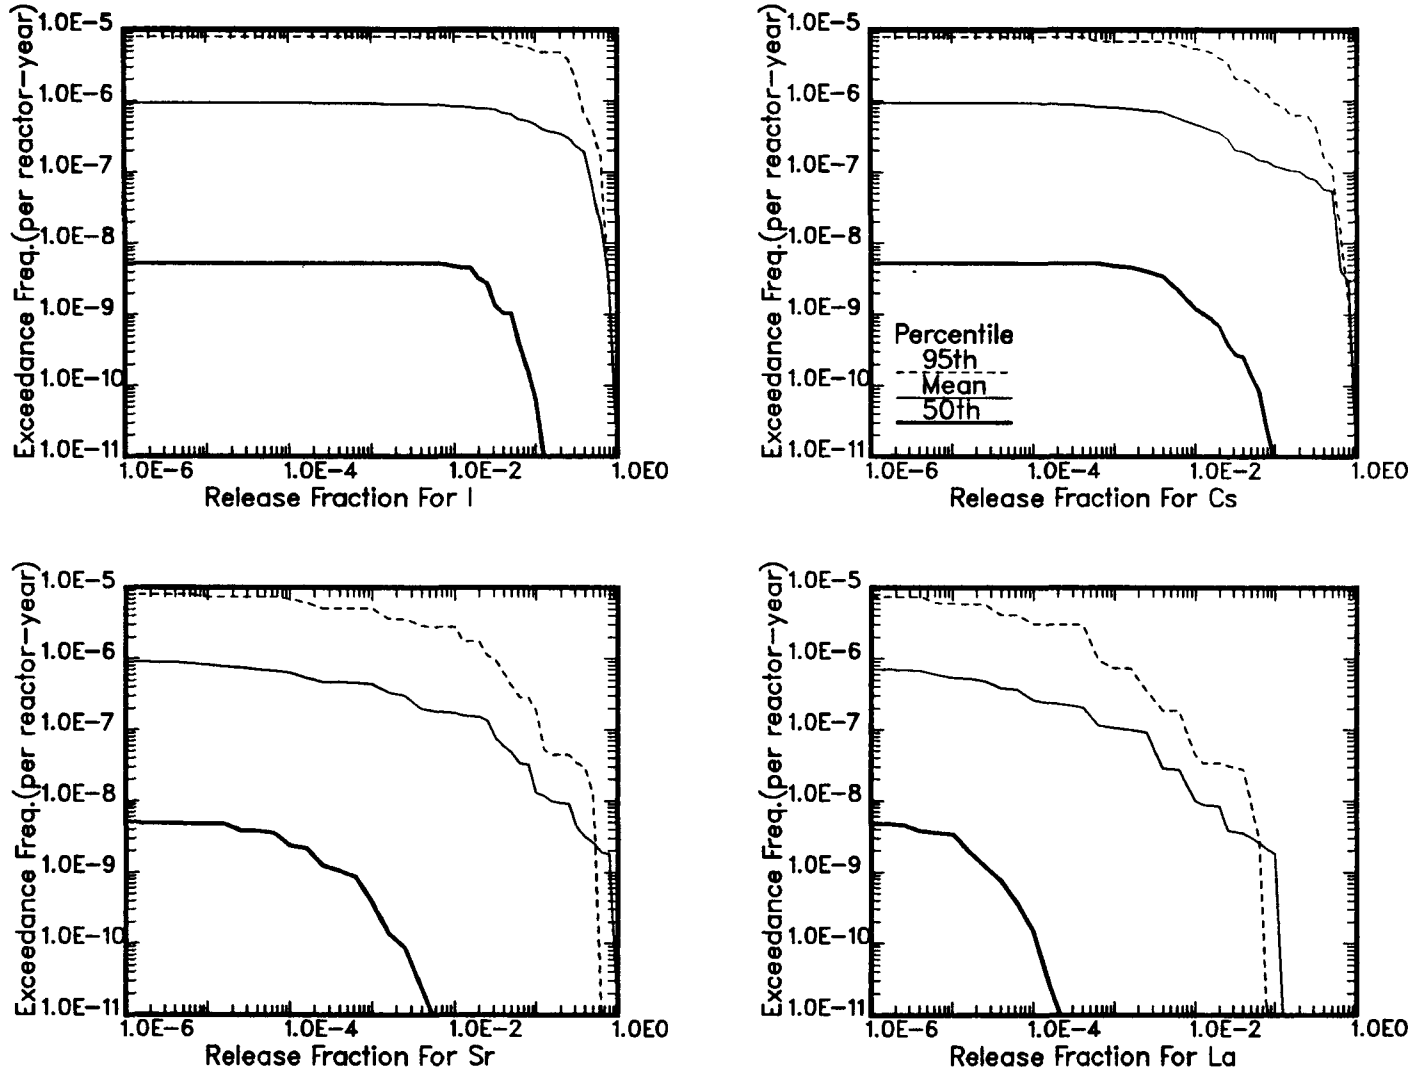 Exceedance Freq.(per reactor-year)
1.0E-5
1.0E-6
1.0E-7
1.0E-8
1.0E-9
1.0E-10
1.0E-11
1.0E-6
1.0E-4
1.0E-2
1.0E0
Release Fraction For I
Exceedance Freq.(per reactor-year)
1.0E-5
1.0E-6
1.0E-7
1.0E-8
1.0E-9
1.0E-10
1.0E-11
Percentile
95th
Mean
50th
1.0E-6
1.0E-4
1.0E-2
1.0E0
Release Fraction For Cs
Exceedance Freq.(per reactor-year)
1.0E-5
1.0E-6
1.0E-7
1.0E-8
1.0E-9
1.0E-10
1.0E-11
1.0E-6
1.0E-4
1.0E-2
1.0E0
Release Fraction For Sr
Exceedance Freq.(per reactor-year)
1.0E-5
1.0E-6
1.0E-7
1.0E-8
1.0E-9
1.0E-10
1.0E-11
1.0E-6
1.0E-4
1.0E-2
1.0E0
Release Fraction For La